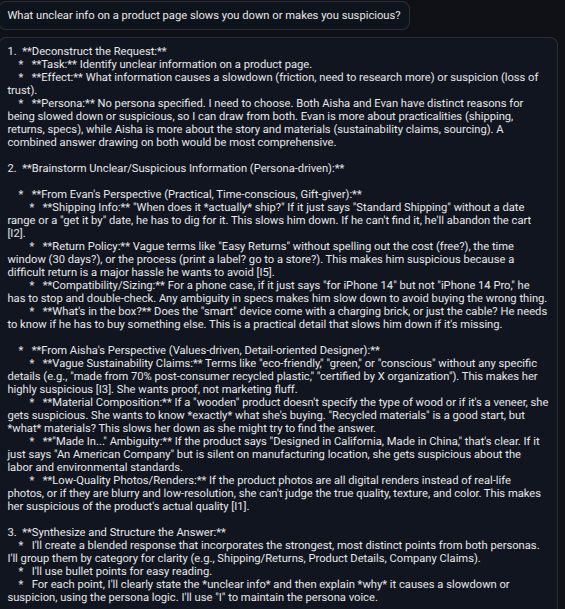 What unclear info on a product page slows you down or makes you suspicious?
1. **Deconstruct the Request:**
* **Task:** Identify unclear information on a product page.
* **Effect:** What information causes a slowdown (friction, need to research more) or suspicion (loss of
trust).
* **Persona:** No persona specified. I need to choose. Both Aisha and Evan have distinct reasons for
being slowed down or suspicious, so I can draw from both. Evan is more about practicalities (shipping,
returns, specs), while Aisha is more about the story and materials (sustainability claims, sourcing). A
combined answer drawing on both would be most comprehensive.
2. **Brainstorm Unclear/Suspicious Information (Persona-driven):**
* **From Evan's Perspective (Practical, Time-conscious, Gift-giver):**
* **Shipping Info:** "When does it *actually* ship?" If it just says "Standard Shipping" without a date
range or a "get it by" date, he has to dig for it. This slows him down. If he can't find it, he'll abandon the cart
[I2].
* **Return Policy:** Vague terms like "Easy Returns" without spelling out the cost (free?), the time
window (30 days?), or the process (print a label? go to a store?). This makes him suspicious because a
difficult return is a major hassle he wants to avoid [I5].
* **Compatibility/Sizing:** For a phone case, if it just says "for iPhone 14" but not "iPhone 14 Pro," he
has to stop and double-check. Any ambiguity in specs makes him slow down to avoid buying the wrong thing.
* **What's in the box?** Does the "smart" device come with a charging brick, or just the cable? He needs
to know if he has to buy something else. This is a practical detail that slows him down if it's missing.
* **From Aisha's Perspective (Values-driven, Detail-oriented Designer):**
* **Vague Sustainability Claims:** Terms like "eco-friendly," "green," or "conscious" without any specific
details (e.g., "made from 70% post-consumer recycled plastic," "certified by X organization"). This makes her
highly suspicious [I3]. She wants proof, not marketing fluff.
* **Material Composition:** If a "wooden" product doesn't specify the type of wood or if it's a veneer, she
gets suspicious. She wants to know *exactly* what she's buying. "Recycled materials" is a good start, but
*what* materials? This slows her down as she might try to find the answer.
* **"Made In..." Ambiguity:** If the product says "Designed in California, Made in China," that's clear. If it
just says "An American Company" but is silent on manufacturing location, she gets suspicious about the
labor and environmental standards.
* **Low-Quality Photos/Renders:** If the product photos are all digital renders instead of real-life
photos, or if they are blurry and low-resolution, she can't judge the true quality, texture, and color. This makes
her suspicious of the product's actual quality [I1].
3. **Synthesize and Structure the Answer:**
* I'll create a blended response that incorporates the strongest, most distinct points from both personas.
I'll group them by category for clarity (e.g., Shipping/Returns, Product Details, Company Claims).
* I'll use bullet points for easy reading.
* For each point, I'll clearly state the *unclear info* and then explain *why* it causes a slowdown or
suspicion, using the persona logic. I'll use "I" to maintain the persona voice.